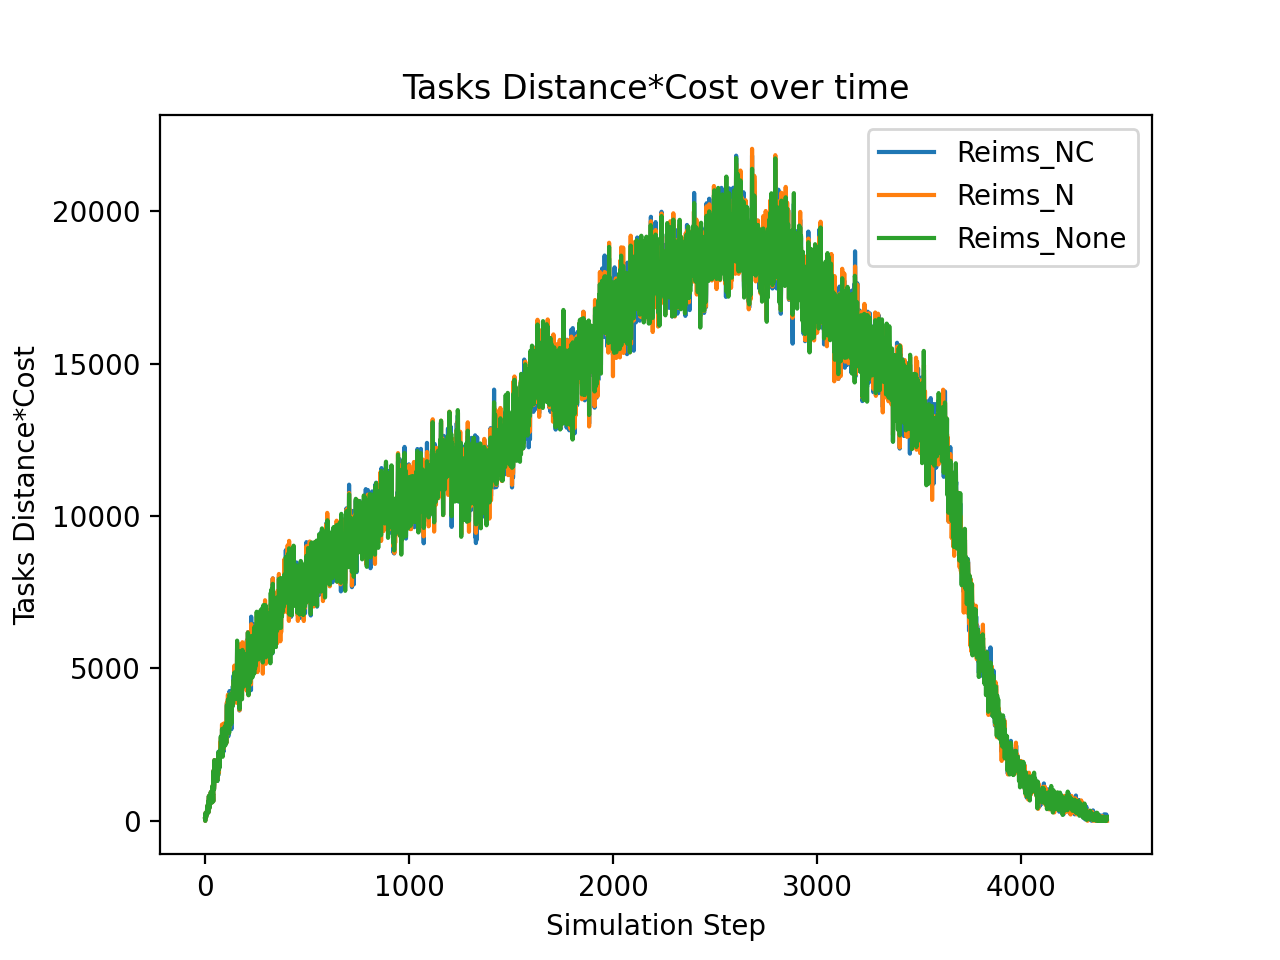 Tasks Distance*Cost over time
Reims_NC
Reims_N
Reims_None
Tasks Distance*Cost
20000
15000
10000
5000
0
0 1000 2000 3000 4000
Simulation Step